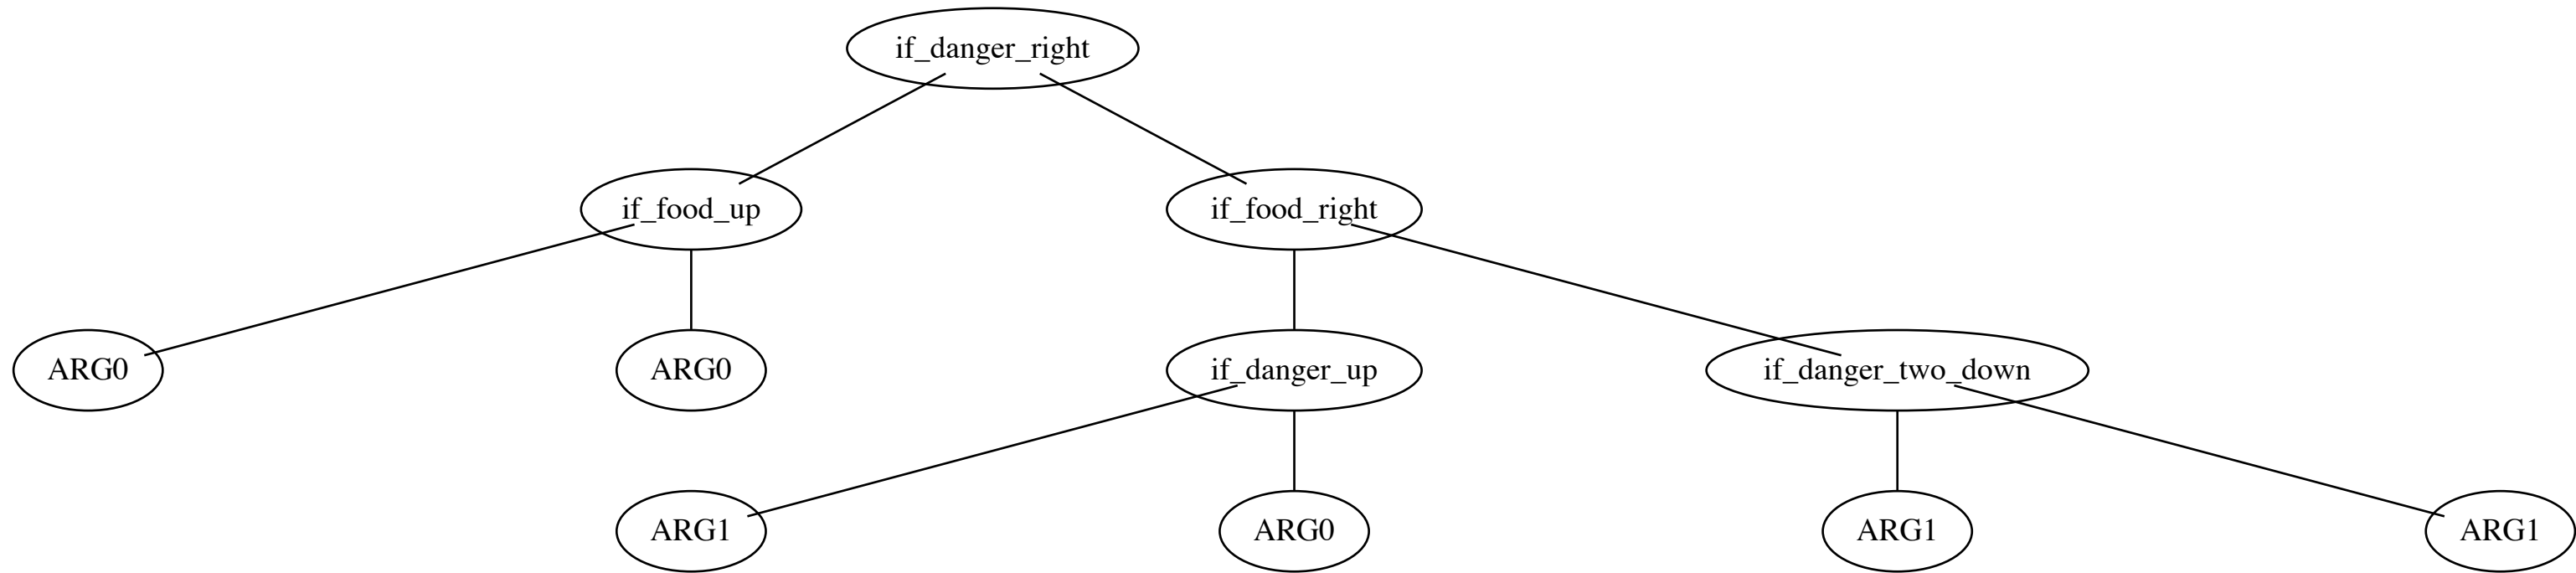 if_danger_right
if_food_up
if_food_right
ARG0
ARG0
if_danger_up
if_danger_two_down
ARG1
ARG0
ARG1
ARG1